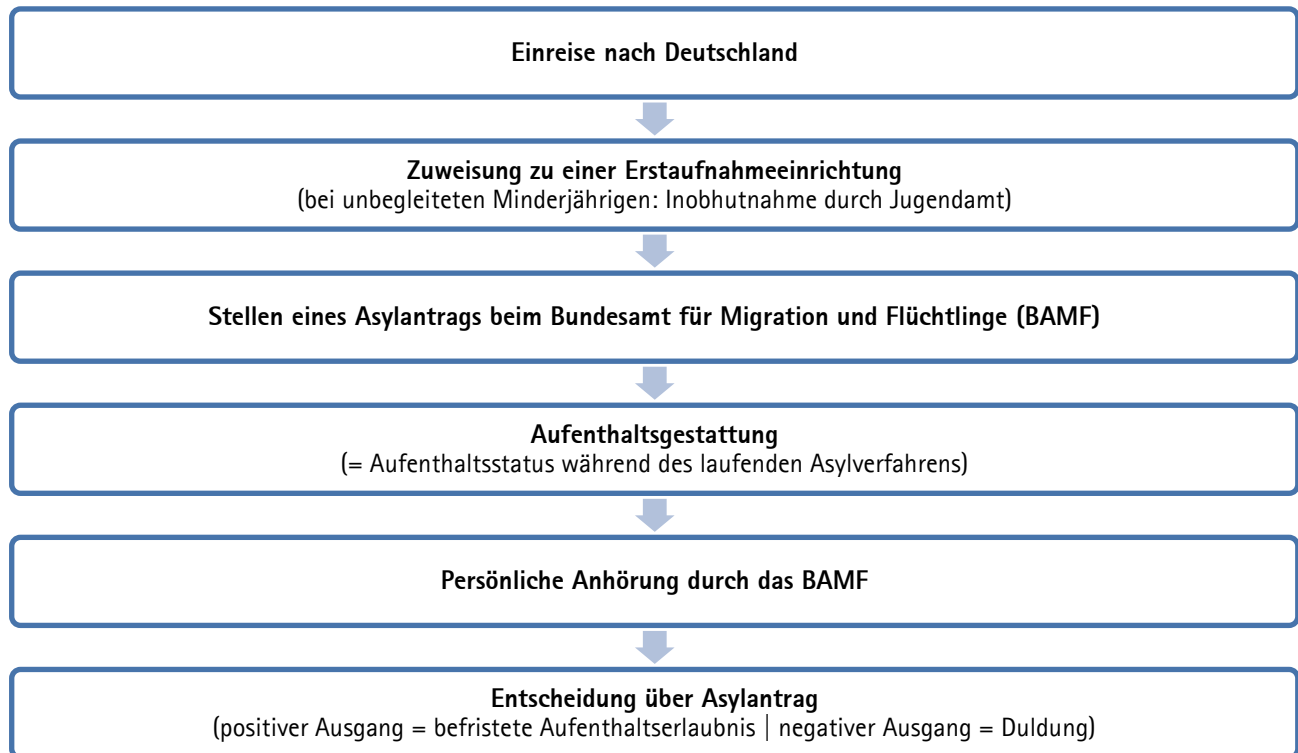 Einreise nach Deutschland
Zuweisung zu einer Erstaufnahmeeinrichtung
(bei unbegleiteten Minderjährigen: Inobhutnahme durch Jugendamt)
Stellen eines Asylantrags beim Bundesamt für Migration und Flüchtlinge (BAMF)
Aufenthaltsgestattung
(= Aufenthaltsstatus während des laufenden Asylverfahrens)
Persönliche Anhörung durch das BAMF
Entscheidung über Asylantrag
(positiver Ausgang = befristete Aufenthaltserlaubnis | negativer Ausgang = Duldung)